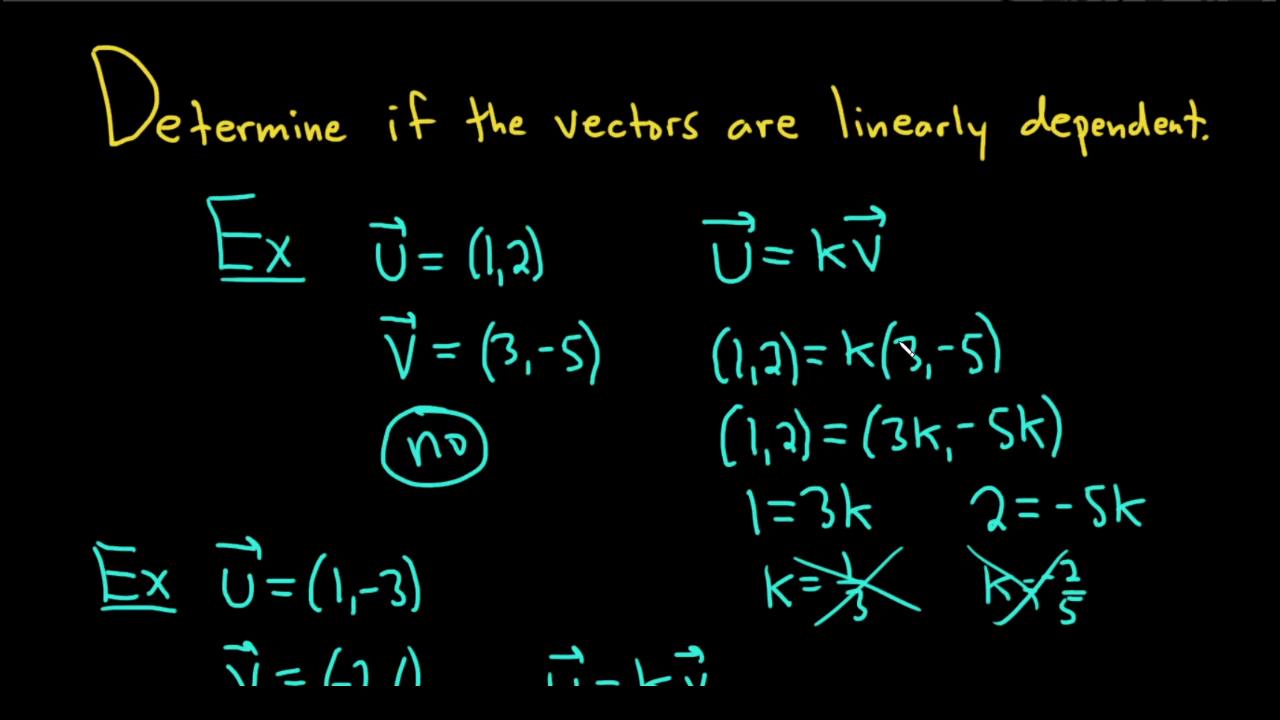 Determine if the vectors are linearly dependent.
Ex U = (1,2)
V = (3,-5)
no
U = kV
(1,2) = k(3,-5)
(1,2) = (3k,-5k)
1 = 3k 2 = -5k
k = 1/3 k = -2/5
Ex U = (1,-3)
V =
U = kV